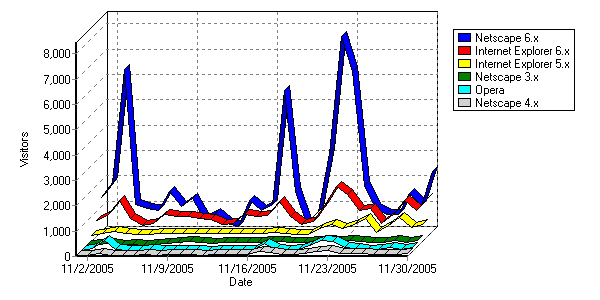 8,000
7,000
6,000
5,000
4,000
3,000
2,000
1,000
0
Visitors
11/2/2005 11/9/2005 11/16/2005 11/23/2005 11/30/2005
Date
Netscape 6.x
Internet Explorer 6.x
Internet Explorer 5.x
Netscape 3.x
Opera
Netscape 4.x